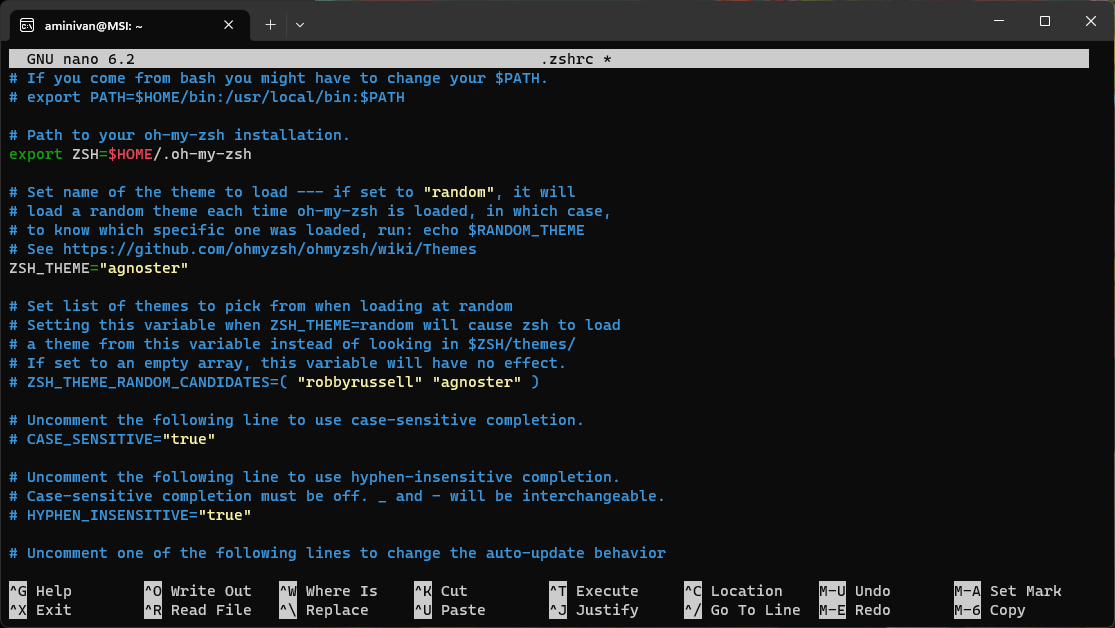 aminivan@MSI: ~
GNU nano 6.2 .zshrc *
# If you come from bash you might have to change your $PATH.
# export PATH=$HOME/bin:/usr/local/bin:$PATH
# Path to your oh-my-zsh installation.
export ZSH=$HOME/.oh-my-zsh
# Set name of the theme to load --- if set to "random", it will
# load a random theme each time oh-my-zsh is loaded, in which case,
# to know which specific one was loaded, run: echo $RANDOM_THEME
# See https://github.com/ohmyzsh/ohmyzsh/wiki/Themes
ZSH_THEME="agnoster"
# Set list of themes to pick from when loading at random
# Setting this variable when ZSH_THEME=random will cause zsh to load
# a theme from this variable instead of looking in $ZSH/themes/
# If set to an empty array, this variable will have no effect.
# ZSH_THEME_RANDOM_CANDIDATES=( "robbyrussell" "agnoster" )
# Uncomment the following line to use case-sensitive completion.
# CASE_SENSITIVE="true"
# Uncomment the following line to use hyphen-insensitive completion.
# Case-sensitive completion must be off. _ and - will be interchangeable.
# HYPHEN_INSENSITIVE="true"
# Uncomment one of the following lines to change the auto-update behavior
^G Help ^O Write Out ^W Where Is ^K Cut ^T Execute ^C Location M-U Undo M-A Set Mark
^X Exit ^R Read File ^\ Replace ^U Paste ^J Justify ^/ Go To Line M-E Redo M-6 Copy